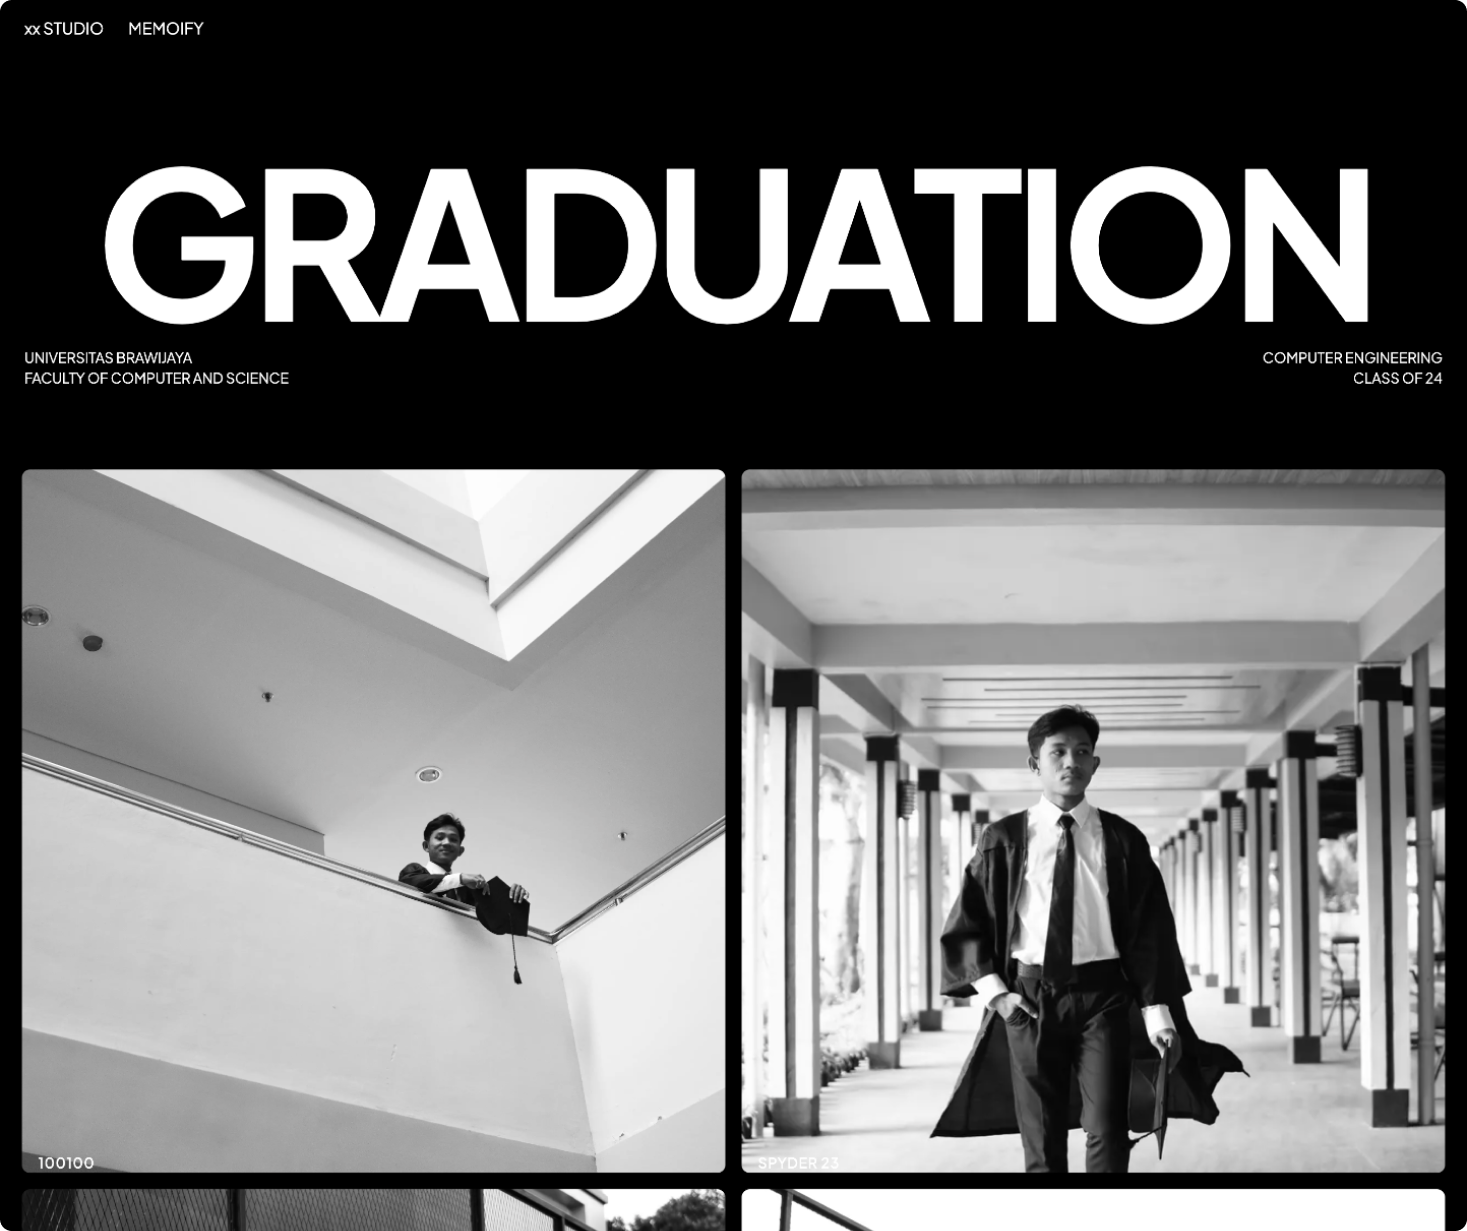 xx STUDIO MEMOIFY
GRADUATION
UNIVERSITAS BRAWIJAYA
FACULTY OF COMPUTER AND SCIENCE
COMPUTER ENGINEERING
CLASS OF 24
100100
SPYDER 23